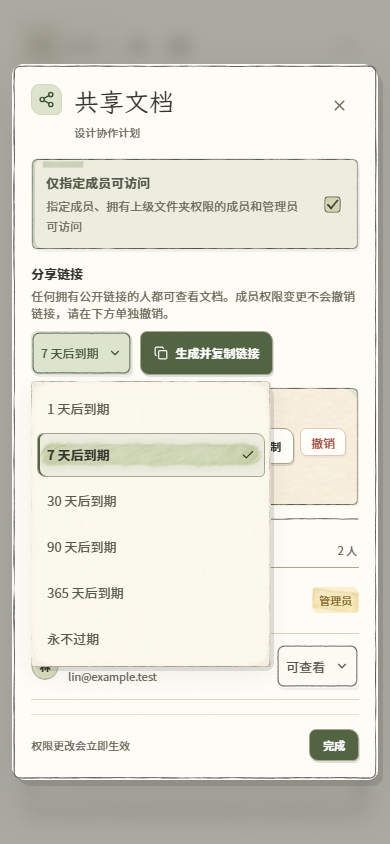 共享文档
设计协作计划
仅指定成员可访问
指定成员、拥有上级文件夹权限的成员和管理员
可访问
分享链接
任何拥有公开链接的人都可查看文档。成员权限变更不会撤销
链接，请在下方单独撤销。
7 天后到期
生成并复制链接
1 天后到期
7 天后到期
30 天后到期
90 天后到期
365 天后到期
永不过期
制
撤销
2 人
管理员
lin@example.test
可查看
权限更改会立即生效
完成